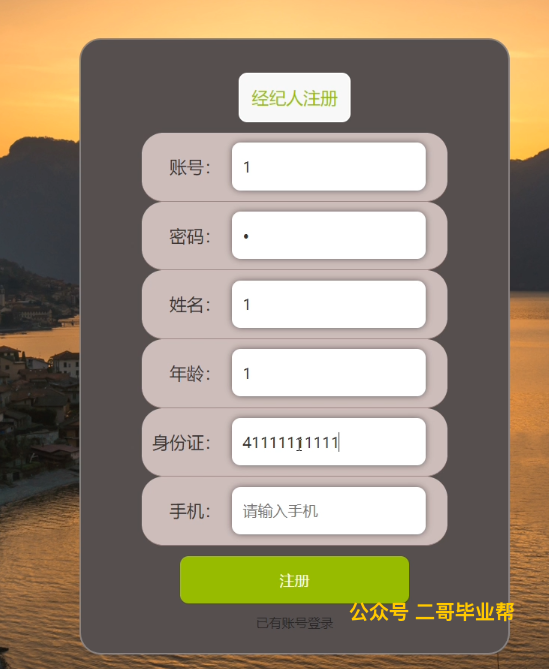 经纪人注册
账号： 1
密码： •
姓名： 1
年龄： 1
身份证： 41111111111
手机： 请输入手机
注册
公众号 二哥毕业帮
已有账号登录